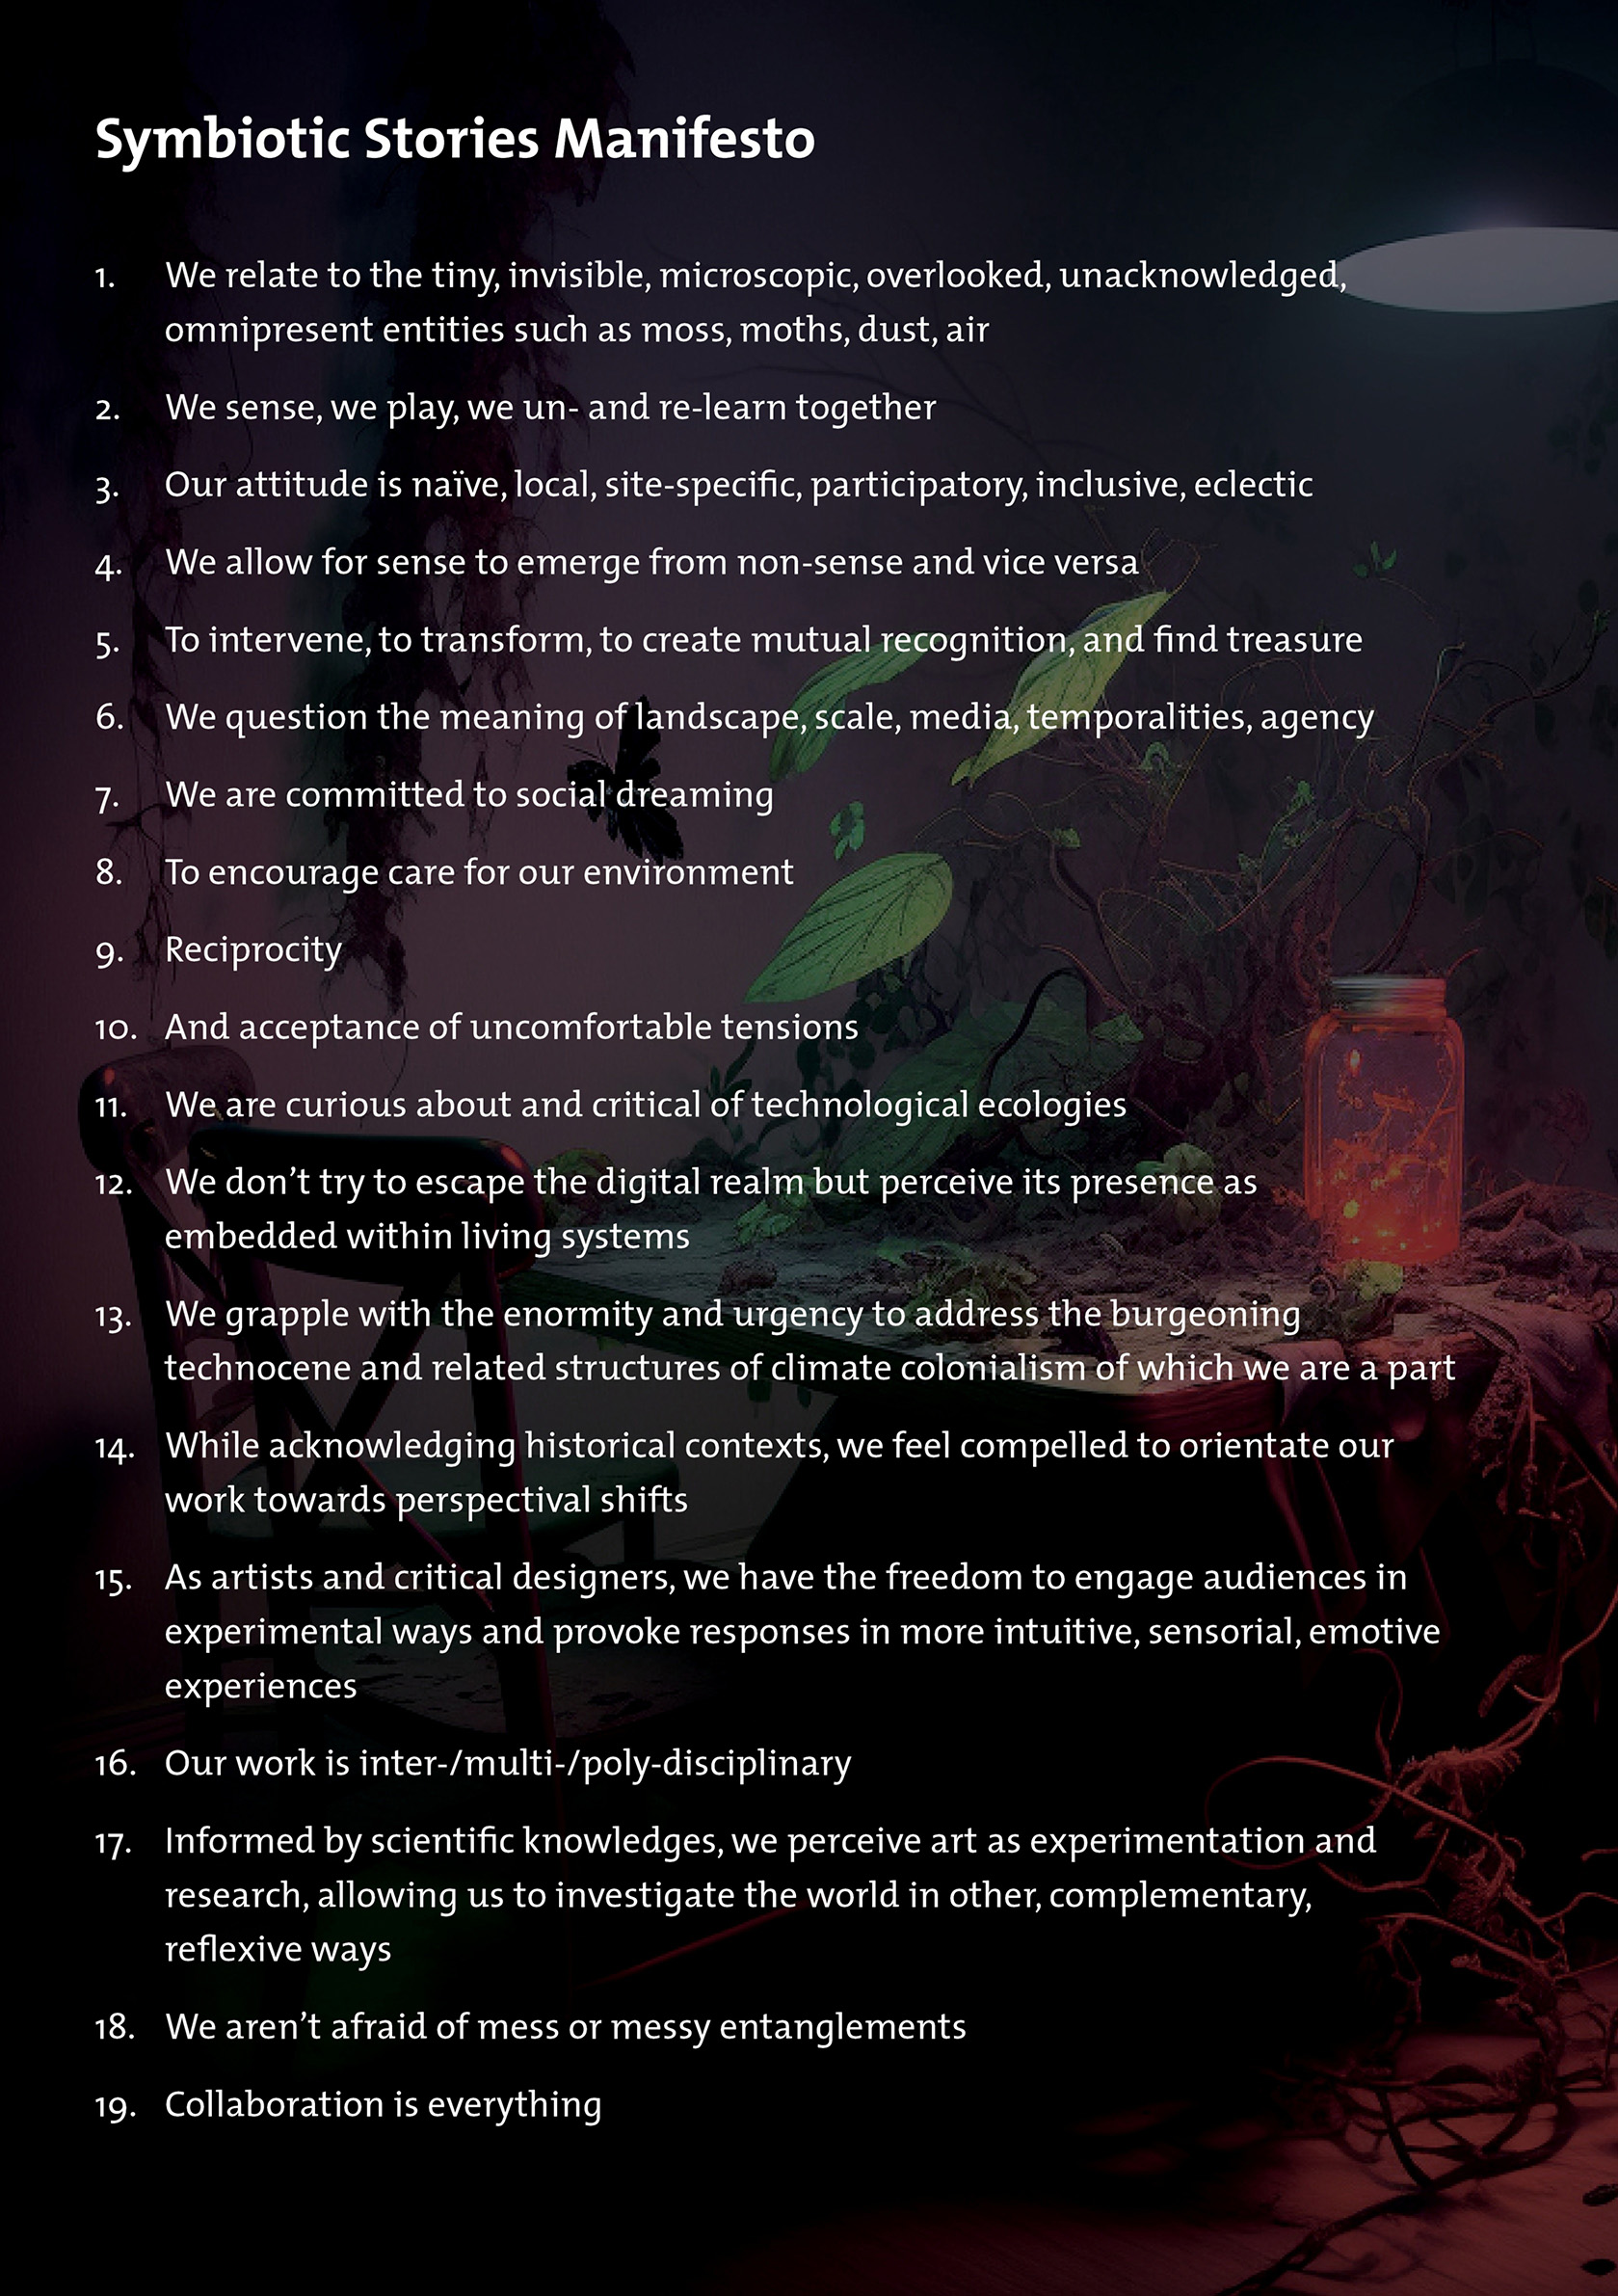 Symbiotic Stories Manifesto
1. We relate to the tiny, invisible, microscopic, overlooked, unacknowledged,
omnipresent entities such as moss, moths, dust, air
2. We sense, we play, we un- and re-learn together
3. Our attitude is naïve, local, site-specific, participatory, inclusive, eclectic
4. We allow for sense to emerge from non-sense and vice versa
5. To intervene, to transform, to create mutual recognition, and find treasure
6. We question the meaning of landscape, scale, media, temporalities, agency
7. We are committed to social dreaming
8. To encourage care for our environment
9. Reciprocity
10. And acceptance of uncomfortable tensions
11. We are curious about and critical of technological ecologies
12. We don’t try to escape the digital realm but perceive its presence as
embedded within living systems
13. We grapple with the enormity and urgency to address the burgeoning
technocene and related structures of climate colonialism of which we are a part
14. While acknowledging historical contexts, we feel compelled to orientate our
work towards perspectival shifts
15. As artists and critical designers, we have the freedom to engage audiences in
experimental ways and provoke responses in more intuitive, sensorial, emotive
experiences
16. Our work is inter-/multi-/poly-disciplinary
17. Informed by scientific knowledges, we perceive art as experimentation and
research, allowing us to investigate the world in other, complementary,
reflexive ways
18. We aren’t afraid of mess or messy entanglements
19. Collaboration is everything